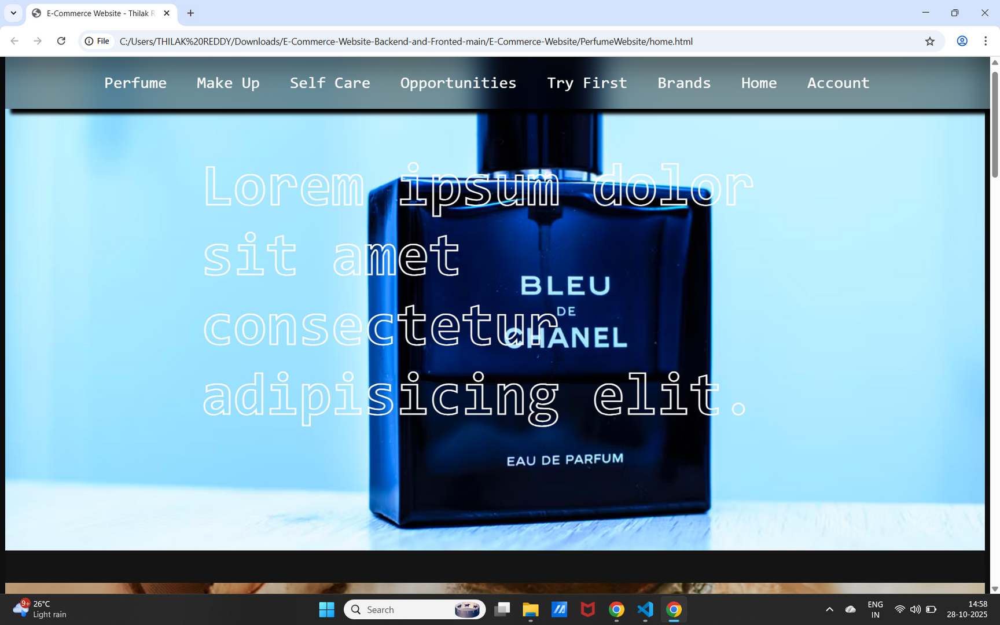 E-Commerce Website - Thilak R
File
C:/Users/THILAK%20REDDY/Downloads/E-Commerce-Website-Backend-and-Fronted-main/E-Commerce-Website/PerfumeWebsite/home.html
Perfume Make Up Self Care Opportunities Try First Brands Home Account
Lorem ipsum dolor
sit amet
consectetur
adipisicing elit.
BLEU
DE
CHANEL
EAU DE PARFUM
9+
26°C
Light rain
Search
ENG
IN
14:58
28-10-2025